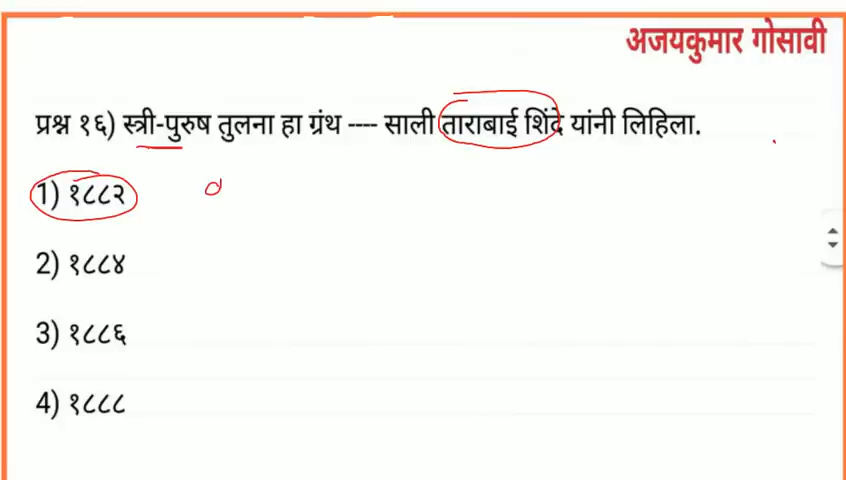 अजयकुमार गोसावी
प्रश्न १६) स्त्री-पुरुष तुलना हा ग्रंथ ---- साली ताराबाई शिंदे यांनी लिहिला.
1) १८८२
2) १८८४
3) १८८६
4) १८८८